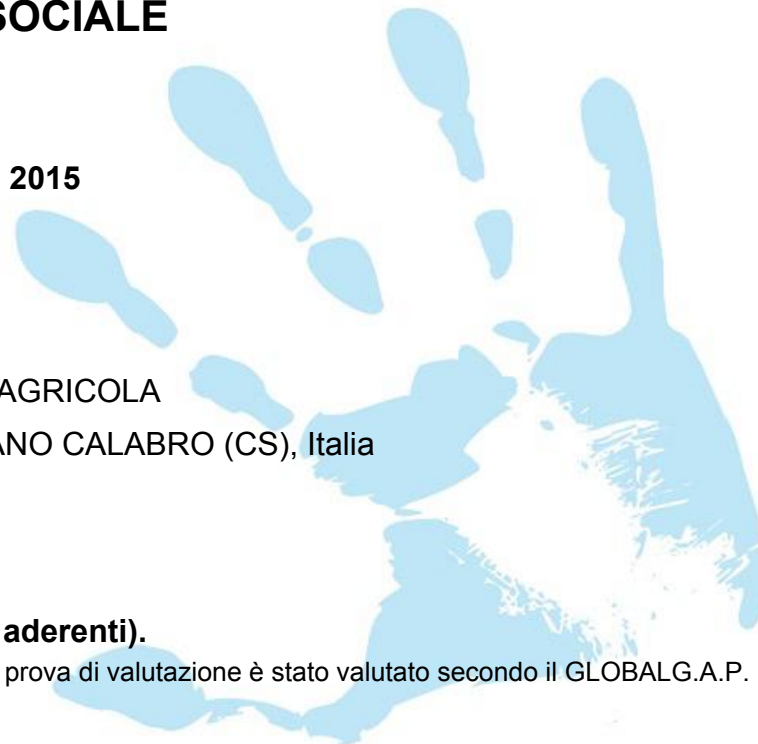 SOCIALE
2015
AGRICOLA
ANO CALABRO (CS), Italia
aderenti).
prova di valutazione è stato valutato secondo il GLOBALG.A.P.